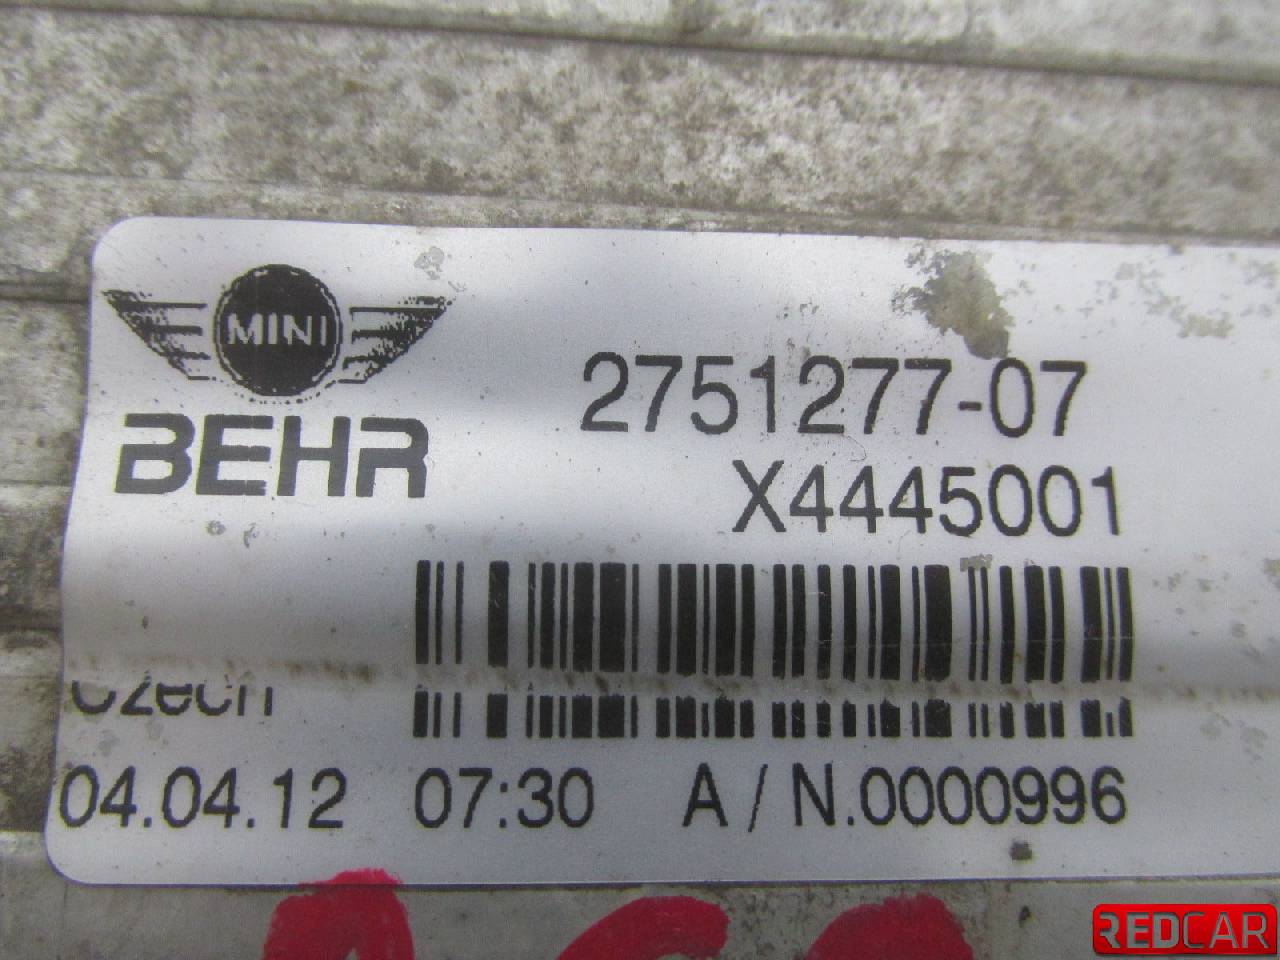 MINI
BEHR
2751277-07
X4445001
Czech
04.04.12 07:30 A/N.0000996
REDCAR